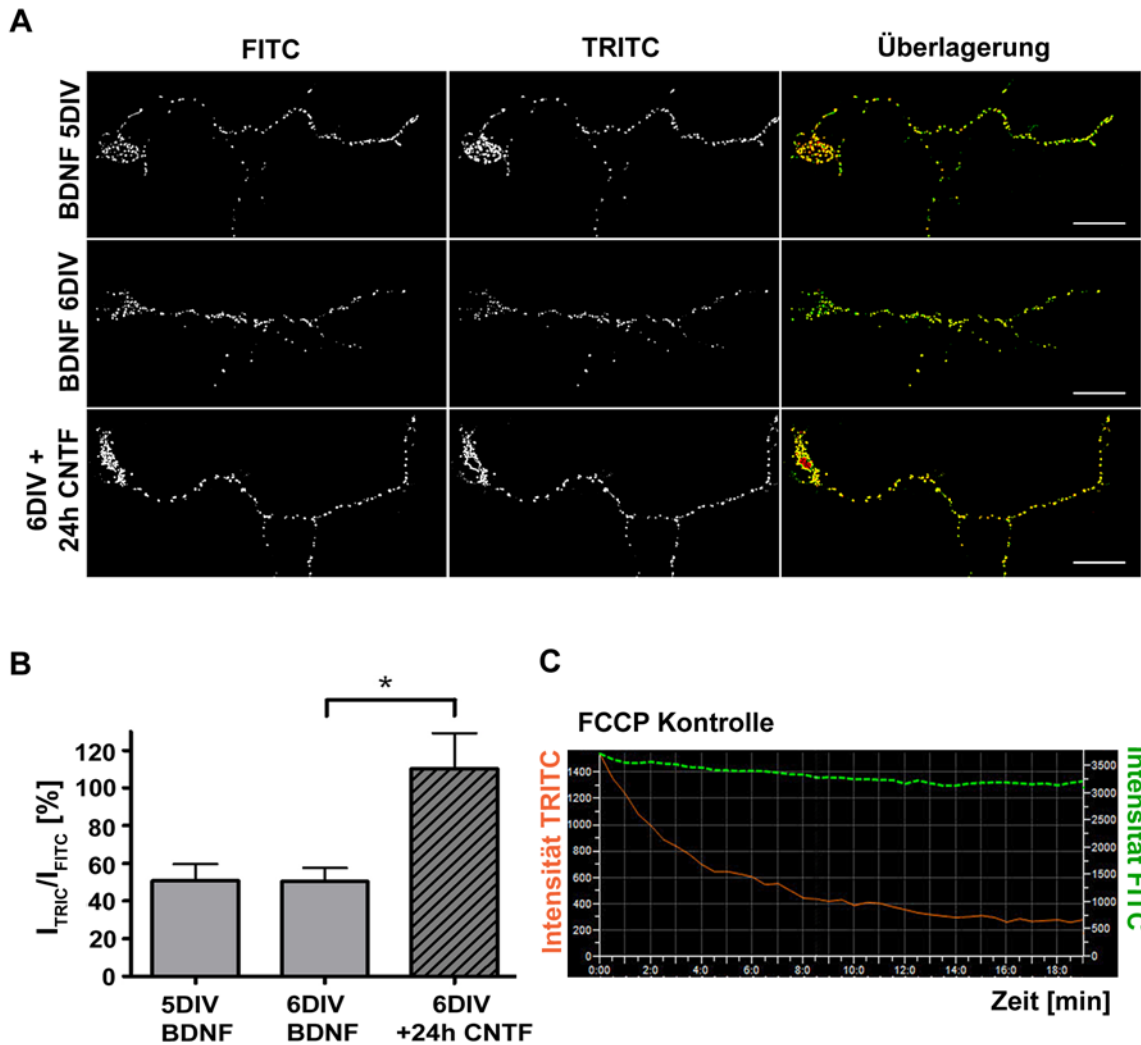 A
FITC
TRITC
Überlagerung
BDNF 5DIV
BDNF 6DIV
6DIV +
24h CNTF
B
I_TRIC/I_FITC [%]
120
100
80
60
40
20
0
*
5DIV
BDNF
6DIV
BDNF
6DIV
+24h CNTF
C
FCCP Kontrolle
Intensität TRITC
1400
1200
1000
800
600
400
200
0
Intensität FITC
3500
3000
2500
2000
1500
1000
500
0
0:00 2:0 4:0 6:0 8:0 10:0 12:0 14:0 16:0 18:0
Zeit [min]